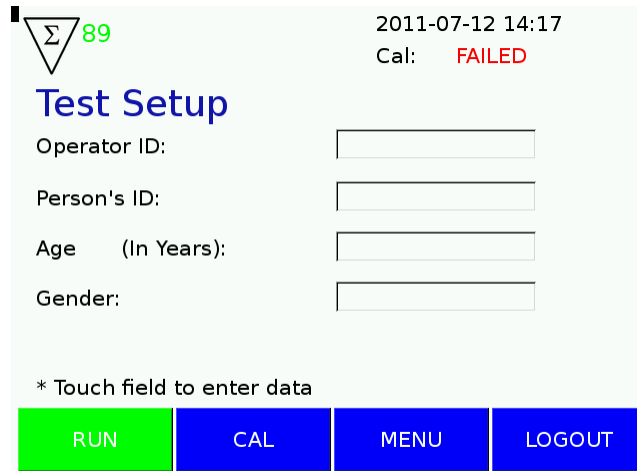 Σ 89
2011-07-12 14:17
Cal: FAILED
Test Setup
Operator ID:
Person's ID:
Age (In Years):
Gender:
* Touch field to enter data
RUN CAL MENU LOGOUT